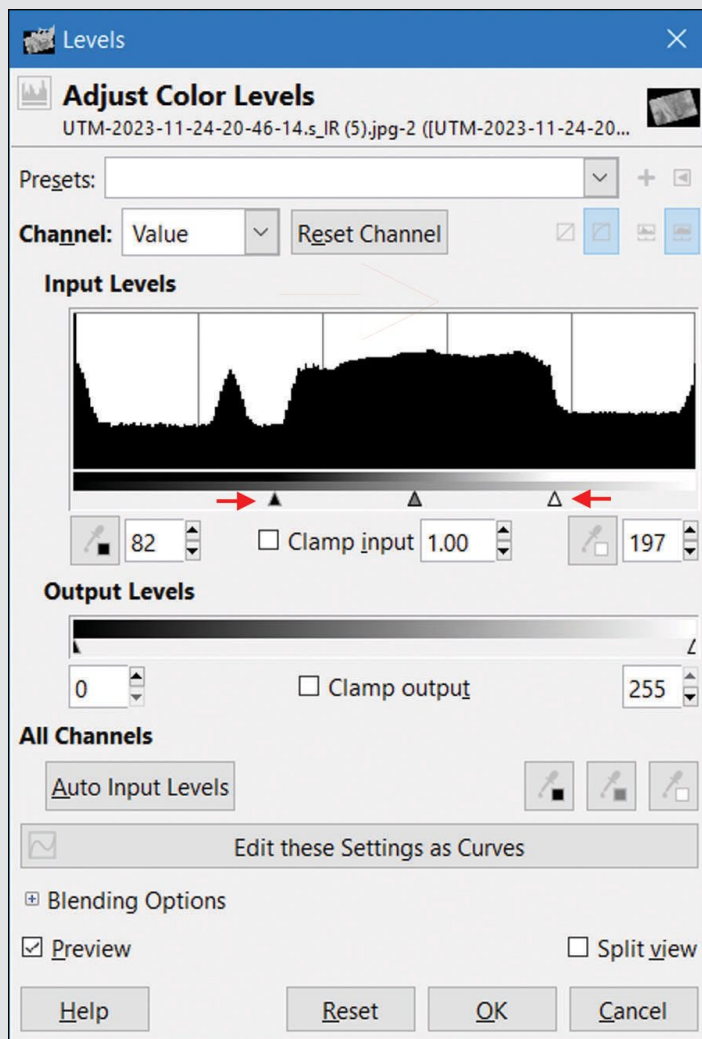 Levels
Adjust Color Levels
UTM-2023-11-24-20-46-14.s_IR (5).jpg-2 ([UTM-2023-11-24-20...
Presets:
Channel: Value Reset Channel
Input Levels
82 Clamp input 1.00 197
Output Levels
0 Clamp output 255
All Channels
Auto Input Levels
Edit these Settings as Curves
Blending Options
Preview Split view
Help Reset OK Cancel